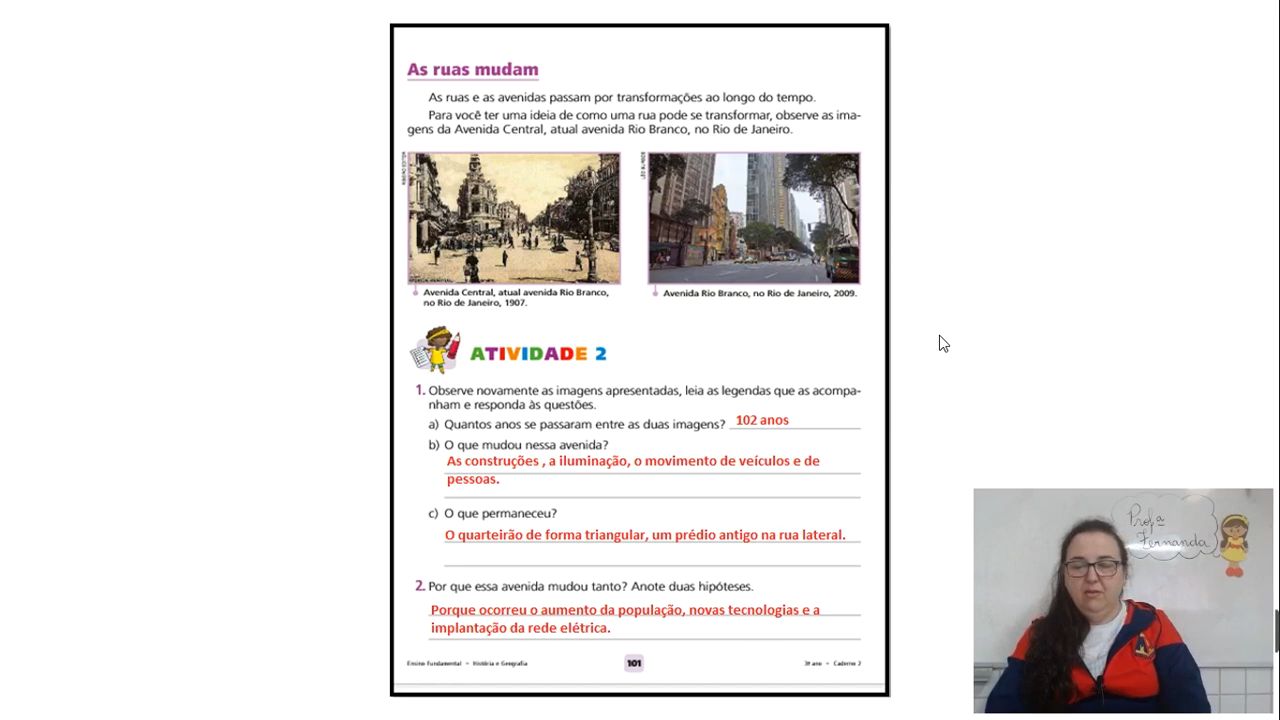 As ruas mudam
As ruas e as avenidas passam por transformações ao longo do tempo.
Para você ter uma ideia de como uma rua pode se transformar, observe as ima-
gens da Avenida Central, atual avenida Rio Branco, no Rio de Janeiro.
Avenida Central, atual avenida Rio Branco,
no Rio de Janeiro, 1907.
Avenida Rio Branco, no Rio de Janeiro, 2009.
ATIVIDADE 2
1. Observe novamente as imagens apresentadas, leia as legendas que as acompa-
nham e responda às questões.
a) Quantos anos se passaram entre as duas imagens? 102 anos
b) O que mudou nessa avenida?
As construções , a iluminação, o movimento de veículos e de
pessoas.
c) O que permaneceu?
O quarteirão de forma triangular, um prédio antigo na rua lateral.
2. Por que essa avenida mudou tanto? Anote duas hipóteses.
Porque ocorreu o aumento da população, novas tecnologias e a
implantação da rede elétrica.
Ensino Fundamental – História e Geografia
101
3º ano – Caderno 2
Profa
Fernanda